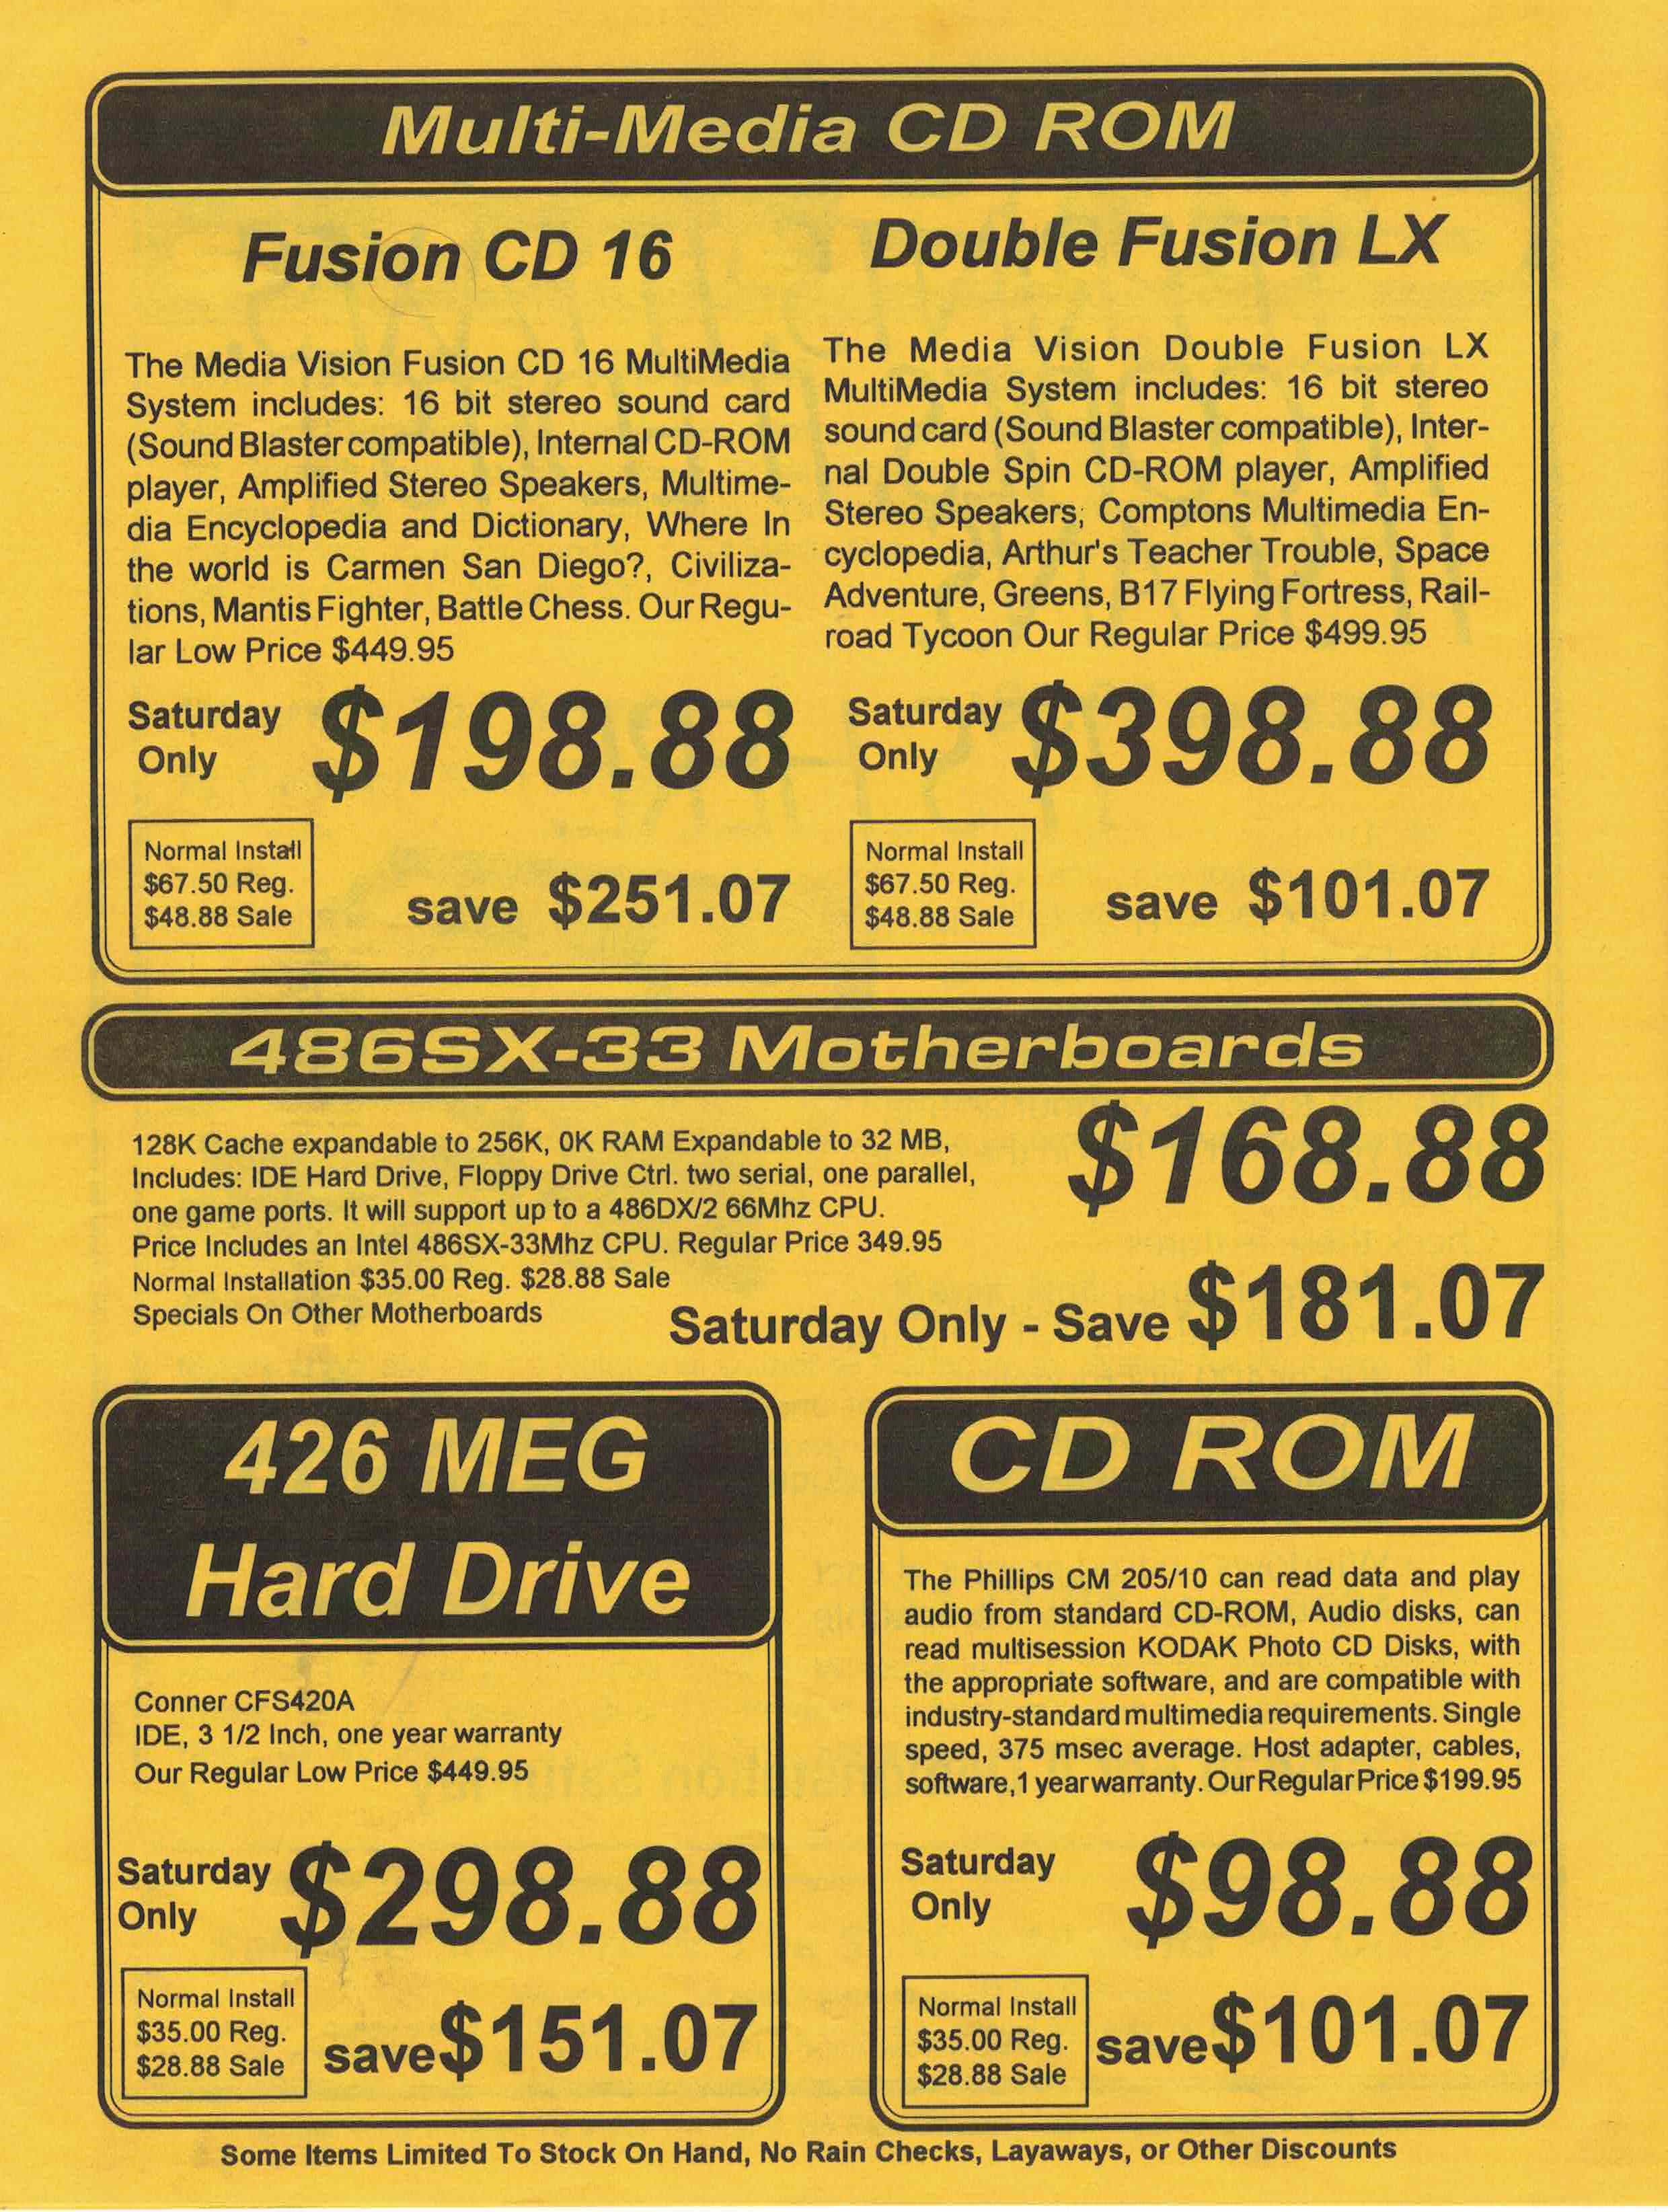 Multi-Media CD ROM
Fusion CD 16
The Media Vision Fusion CD 16 MultiMedia
System includes: 16 bit stereo sound card
(Sound Blaster compatible), Internal CD-ROM
player, Amplified Stereo Speakers, Multime-
dia Encyclopedia and Dictionary, Where In
the world is Carmen San Diego?, Civiliza-
tions, Mantis Fighter, Battle Chess. Our Regu-
lar Low Price $449.95
Saturday
Only
$198.88
Normal Install
$67.50 Reg.
$48.88 Sale
save $251.07
Double Fusion LX
The Media Vision Double Fusion LX
MultiMedia System includes: 16 bit stereo
sound card (Sound Blaster compatible), Inter-
nal Double Spin CD-ROM player, Amplified
Stereo Speakers, Comptons Multimedia En-
cyclopedia, Arthur's Teacher Trouble, Space
Adventure, Greens, B17 Flying Fortress, Rail-
road Tycoon Our Regular Price $499.95
Saturday
Only
$398.88
Normal Install
$67.50 Reg.
$48.88 Sale
save $101.07
486SX-33 Motherboards
128K Cache expandable to 256K, 0K RAM Expandable to 32 MB,
Includes: IDE Hard Drive, Floppy Drive Ctrl. two serial, one parallel,
one game ports. It will support up to a 486DX/2 66Mhz CPU.
Price Includes an Intel 486SX-33Mhz CPU. Regular Price 349.95
Normal Installation $35.00 Reg. $28.88 Sale
Specials On Other Motherboards
$168.88
Saturday Only - Save $181.07
426 MEG
Hard Drive
Conner CFS420A
IDE, 3 1/2 Inch, one year warranty
Our Regular Low Price $449.95
Saturday
Only
$298.88
Normal Install
$35.00 Reg.
$28.88 Sale
save $151.07
CD ROM
The Phillips CM 205/10 can read data and play
audio from standard CD-ROM, Audio disks, can
read multisession KODAK Photo CD Disks, with
the appropriate software, and are compatible with
industry-standard multimedia requirements. Single
speed, 375 msec average. Host adapter, cables,
software, 1 year warranty. Our Regular Price $199.95
Saturday
Only
$98.88
Normal Install
$35.00 Reg.
$28.88 Sale
save $101.07
Some Items Limited To Stock On Hand, No Rain Checks, Layaways, or Other Discounts